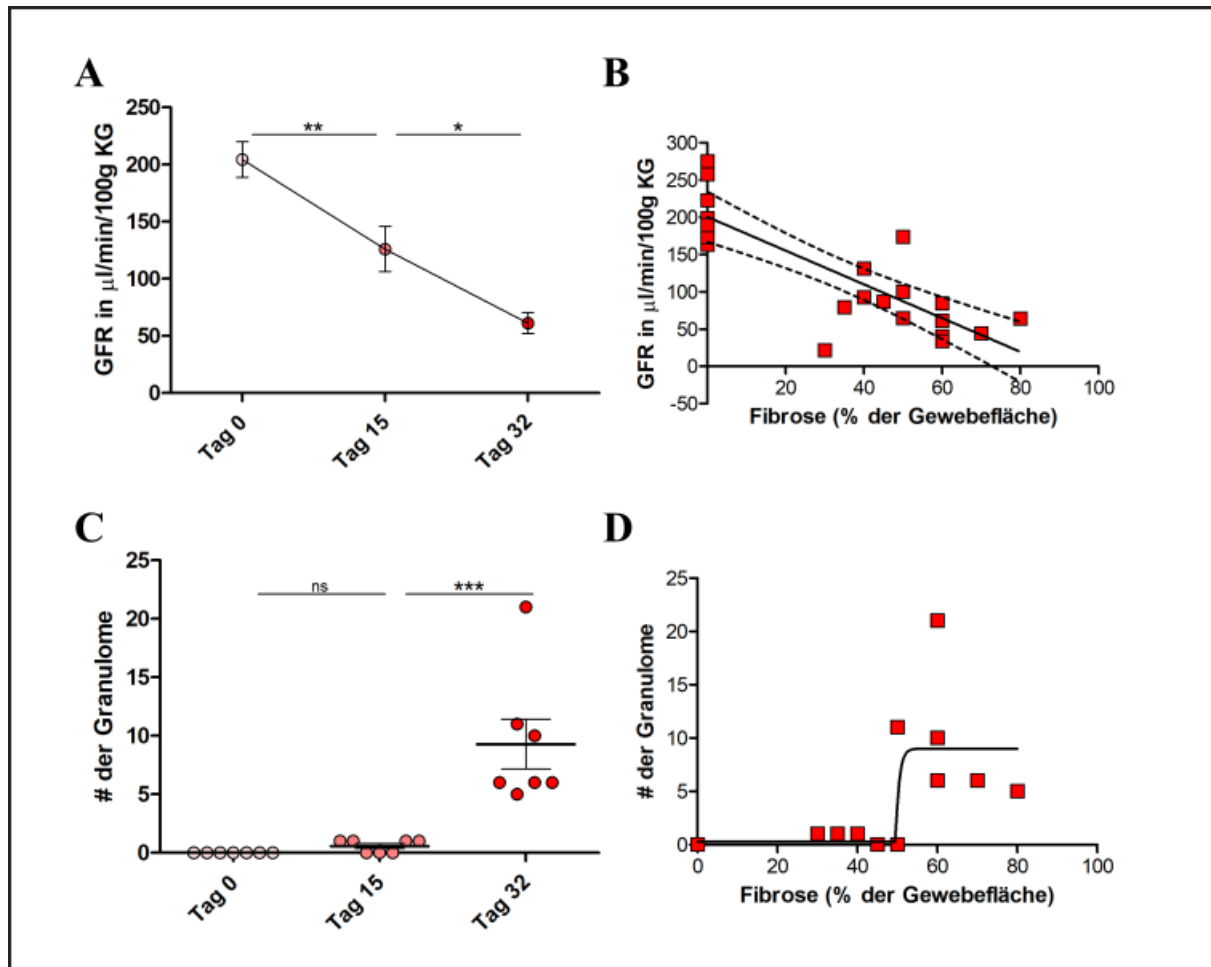 A
250
200
150
100
50
0
GFR in μl/min/100g KG
**
*
Tag 0
Tag 15
Tag 32
B
300
250
200
150
100
50
0
-50
GFR in μl/min/100g KG
20 40 60 80 100
Fibrose (% der Gewebefläche)
C
25
20
15
10
5
0
# der Granulome
ns
***
Tag 0
Tag 15
Tag 32
D
25
20
15
10
5
0
# der Granulome
0 20 40 60 80 100
Fibrose (% der Gewebefläche)